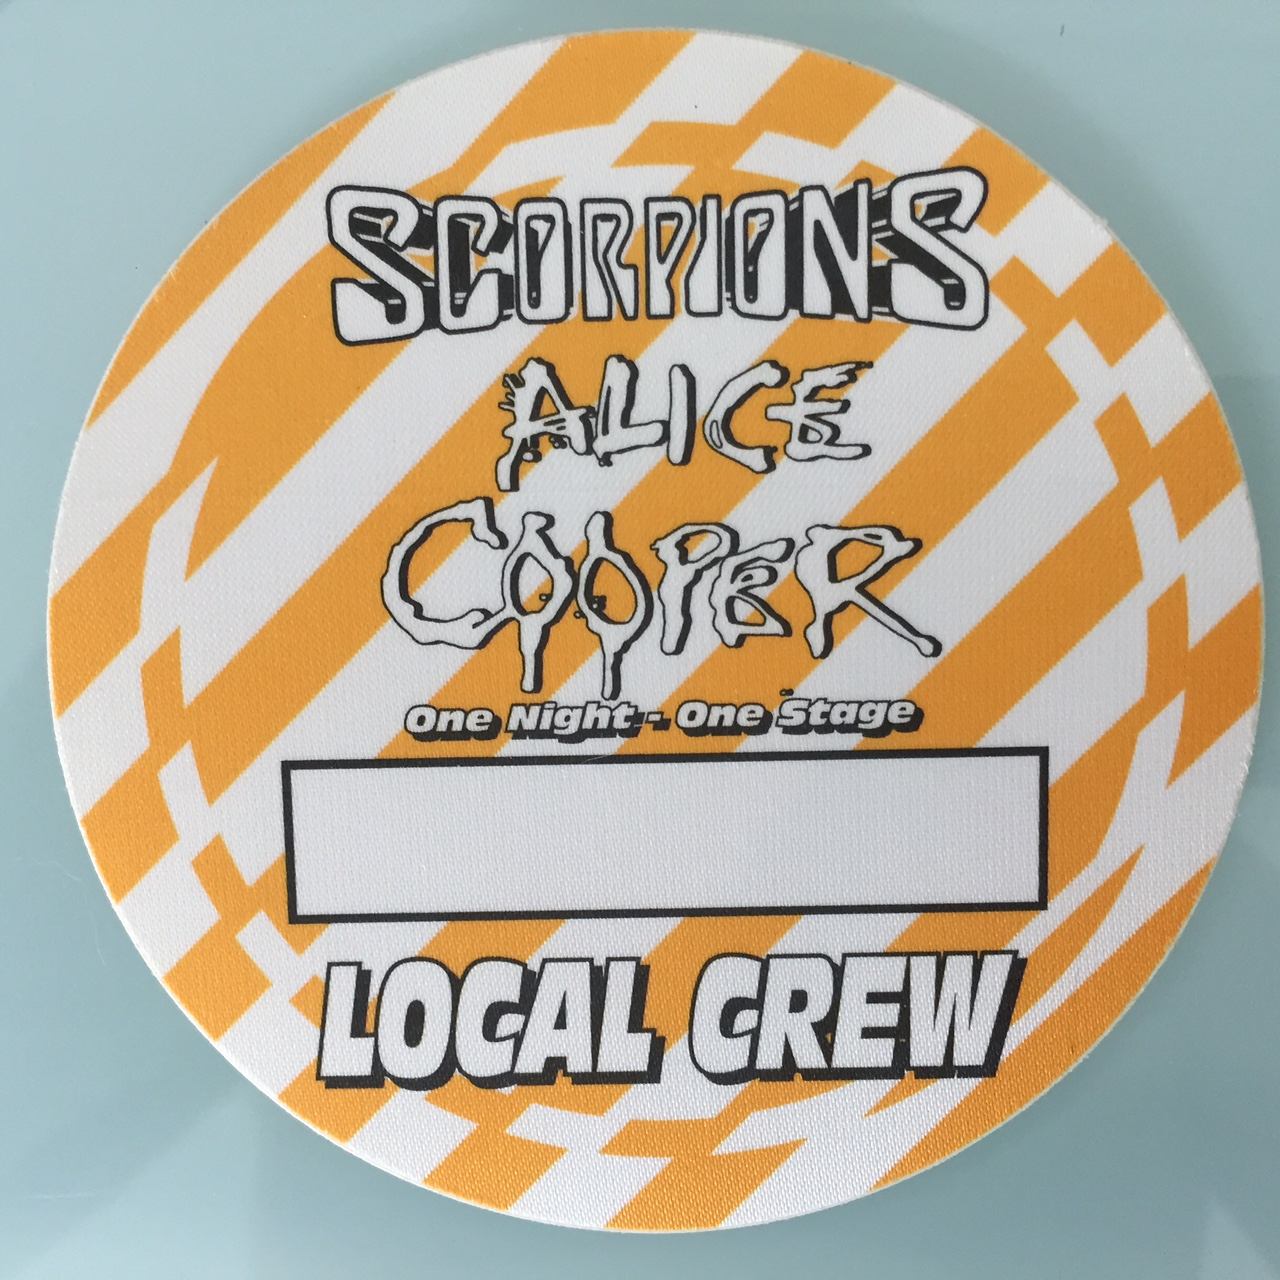 SCORPIONS
ALICE
COOPER
One Night - One Stage
LOCAL CREW